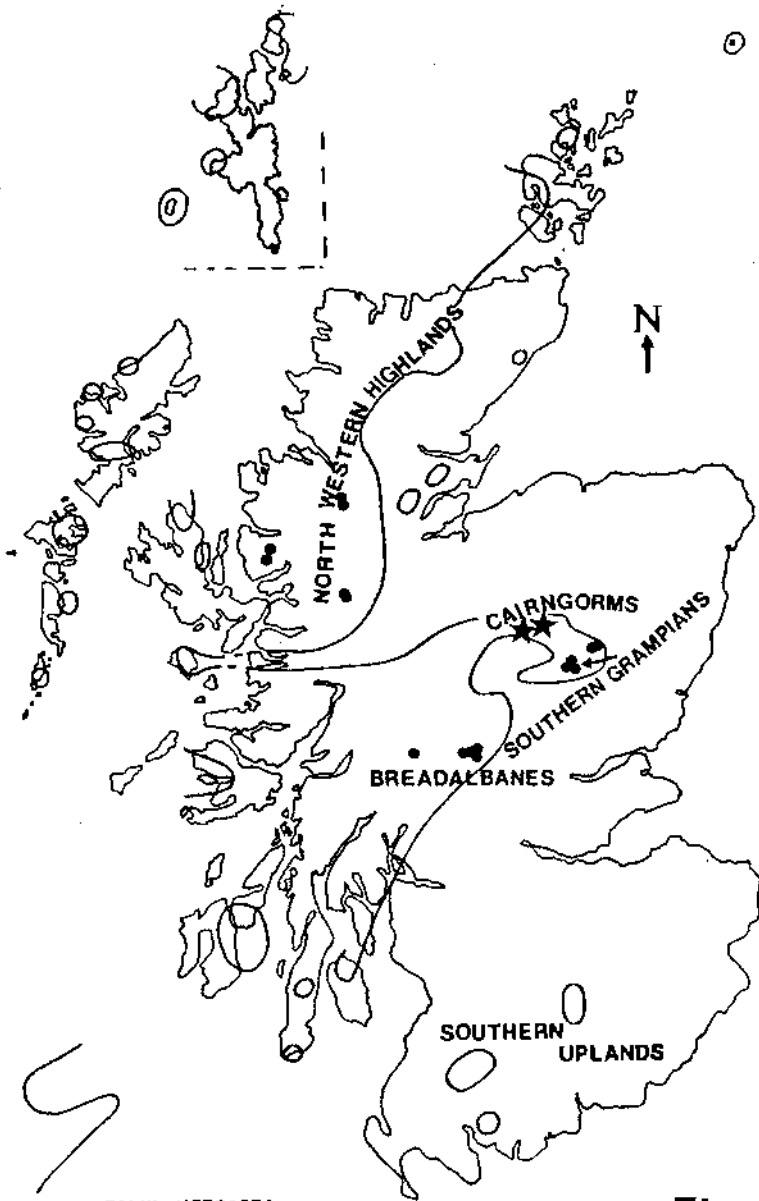 N
NORTH WESTERN HIGHLANDS
CAIRNGORMS
SOUTHERN GRAMPIANS
BREADALBANES
SOUTHERN
UPLANDS